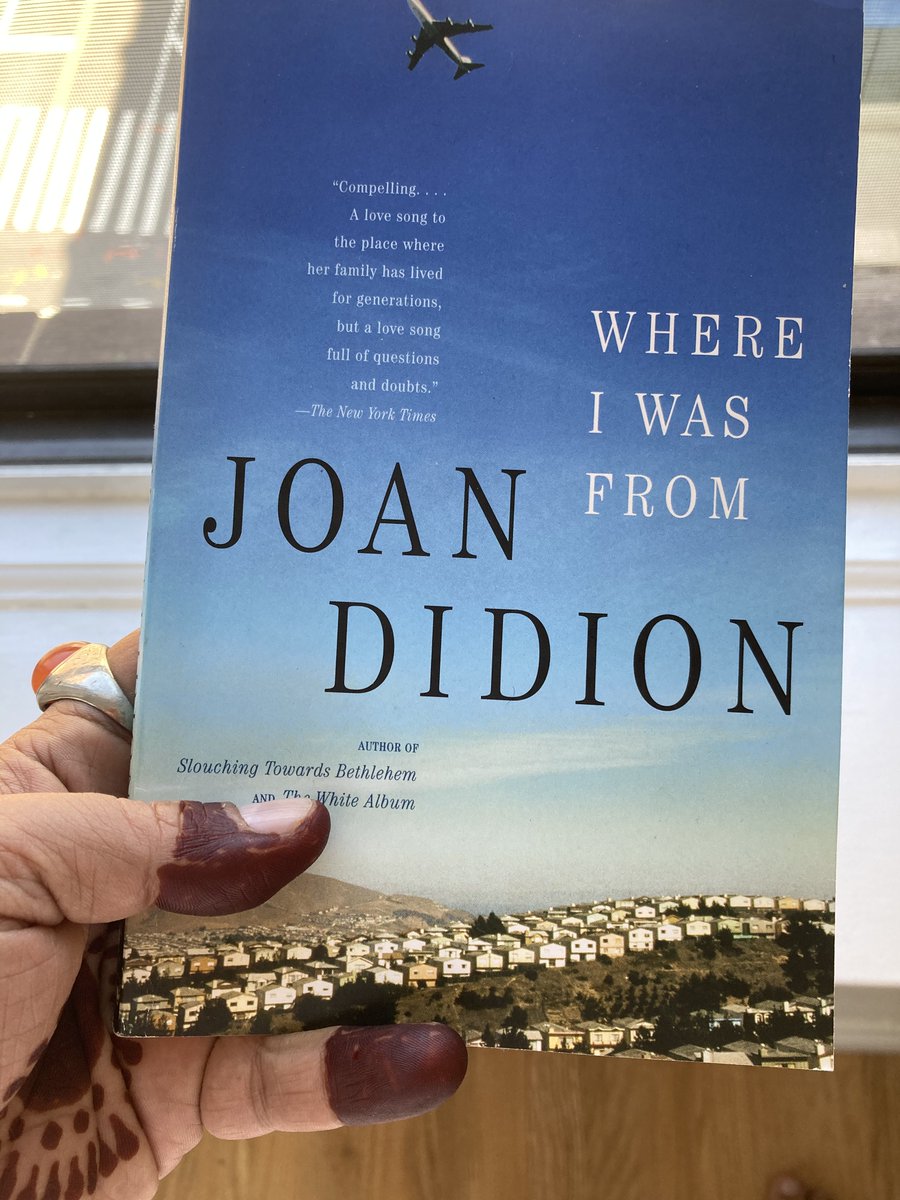 “Compelling. . . .
A love song to
the place where
her family has lived
for generations,
but a love song
full of questions
and doubts.”
—The New York Times
WHERE
I WAS
FROM
JOAN
DIDION
AUTHOR OF
Slouching Towards Bethlehem
AND The White Album